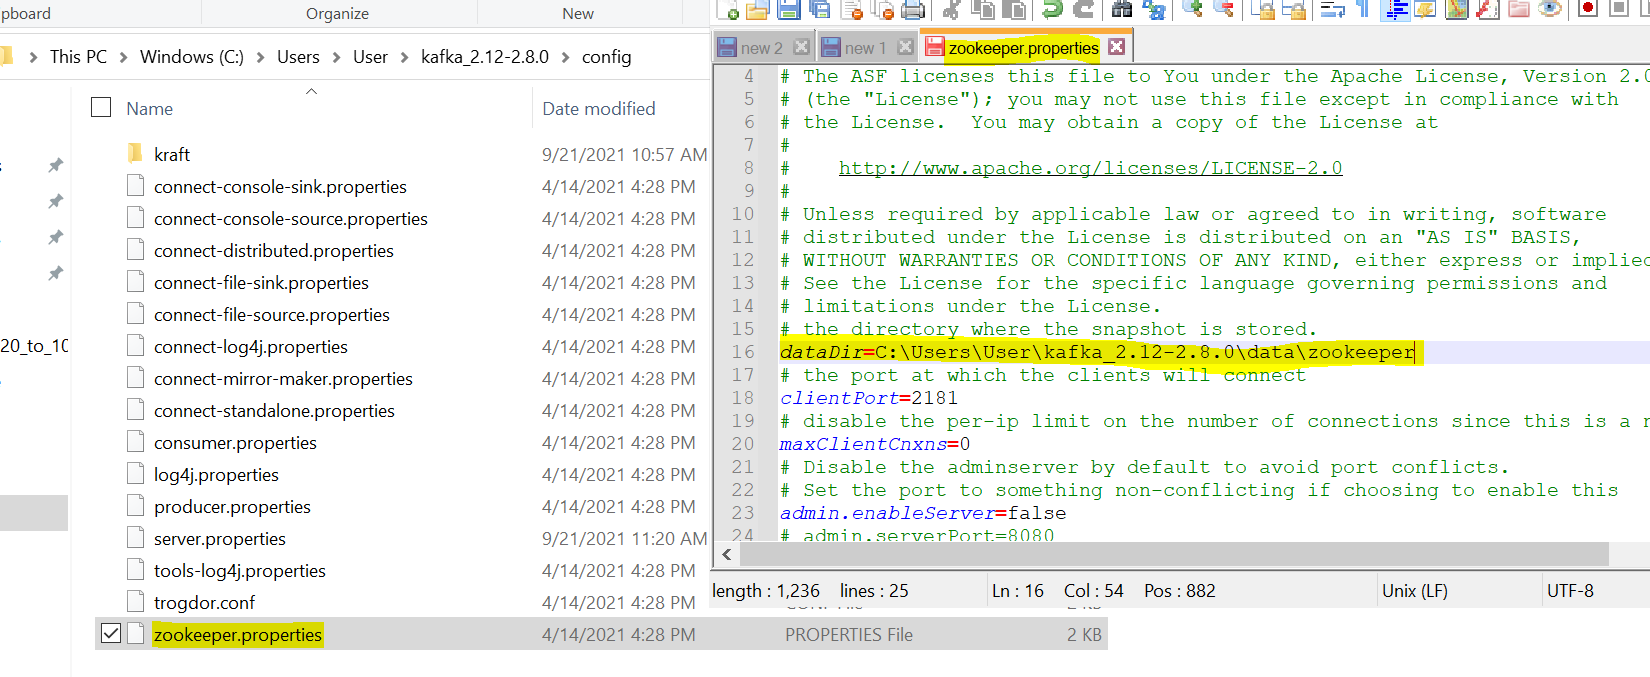 pboard
Organize
New
This PC > Windows (C:) > Users > User > kafka_2.12-2.8.0 > config
Name
Date modified
kraft
9/21/2021 10:57 AM
connect-console-sink.properties
4/14/2021 4:28 PM
connect-console-source.properties
4/14/2021 4:28 PM
connect-distributed.properties
4/14/2021 4:28 PM
connect-file-sink.properties
4/14/2021 4:28 PM
connect-file-source.properties
4/14/2021 4:28 PM
20_to_10
connect-log4j.properties
4/14/2021 4:28 PM
connect-mirror-maker.properties
4/14/2021 4:28 PM
connect-standalone.properties
4/14/2021 4:28 PM
consumer.properties
4/14/2021 4:28 PM
log4j.properties
4/14/2021 4:28 PM
producer.properties
4/14/2021 4:28 PM
server.properties
9/21/2021 11:20 AM
tools-log4j.properties
4/14/2021 4:28 PM
trogdor.conf
4/14/2021 4:28 PM
zookeeper.properties
4/14/2021 4:28 PM
PROPERTIES File
2 KB
new 2
new 1
zookeeper.properties
4 # The ASF licenses this file to You under the Apache License, Version 2.0
5 # (the "License"); you may not use this file except in compliance with
6 # the License.  You may obtain a copy of the License at
7 #
8 #    http://www.apache.org/licenses/LICENSE-2.0
9 #
10 # Unless required by applicable law or agreed to in writing, software
11 # distributed under the License is distributed on an "AS IS" BASIS,
12 # WITHOUT WARRANTIES OR CONDITIONS OF ANY KIND, either express or implied
13 # See the License for the specific language governing permissions and
14 # limitations under the License.
15 # the directory where the snapshot is stored.
16 dataDir=C:\Users\User\kafka_2.12-2.8.0\data\zookeeper
17 # the port at which the clients will connect
18 clientPort=2181
19 # disable the per-ip limit on the number of connections since this is a
20 maxClientCnxns=0
21 # Disable the adminserver by default to avoid port conflicts.
22 # Set the port to something non-conflicting if choosing to enable this
23 admin.enableServer=false
24 # admin.serverPort=8080
length : 1,236 lines : 25
Ln : 16 Col : 54 Pos : 882
Unix (LF)
UTF-8